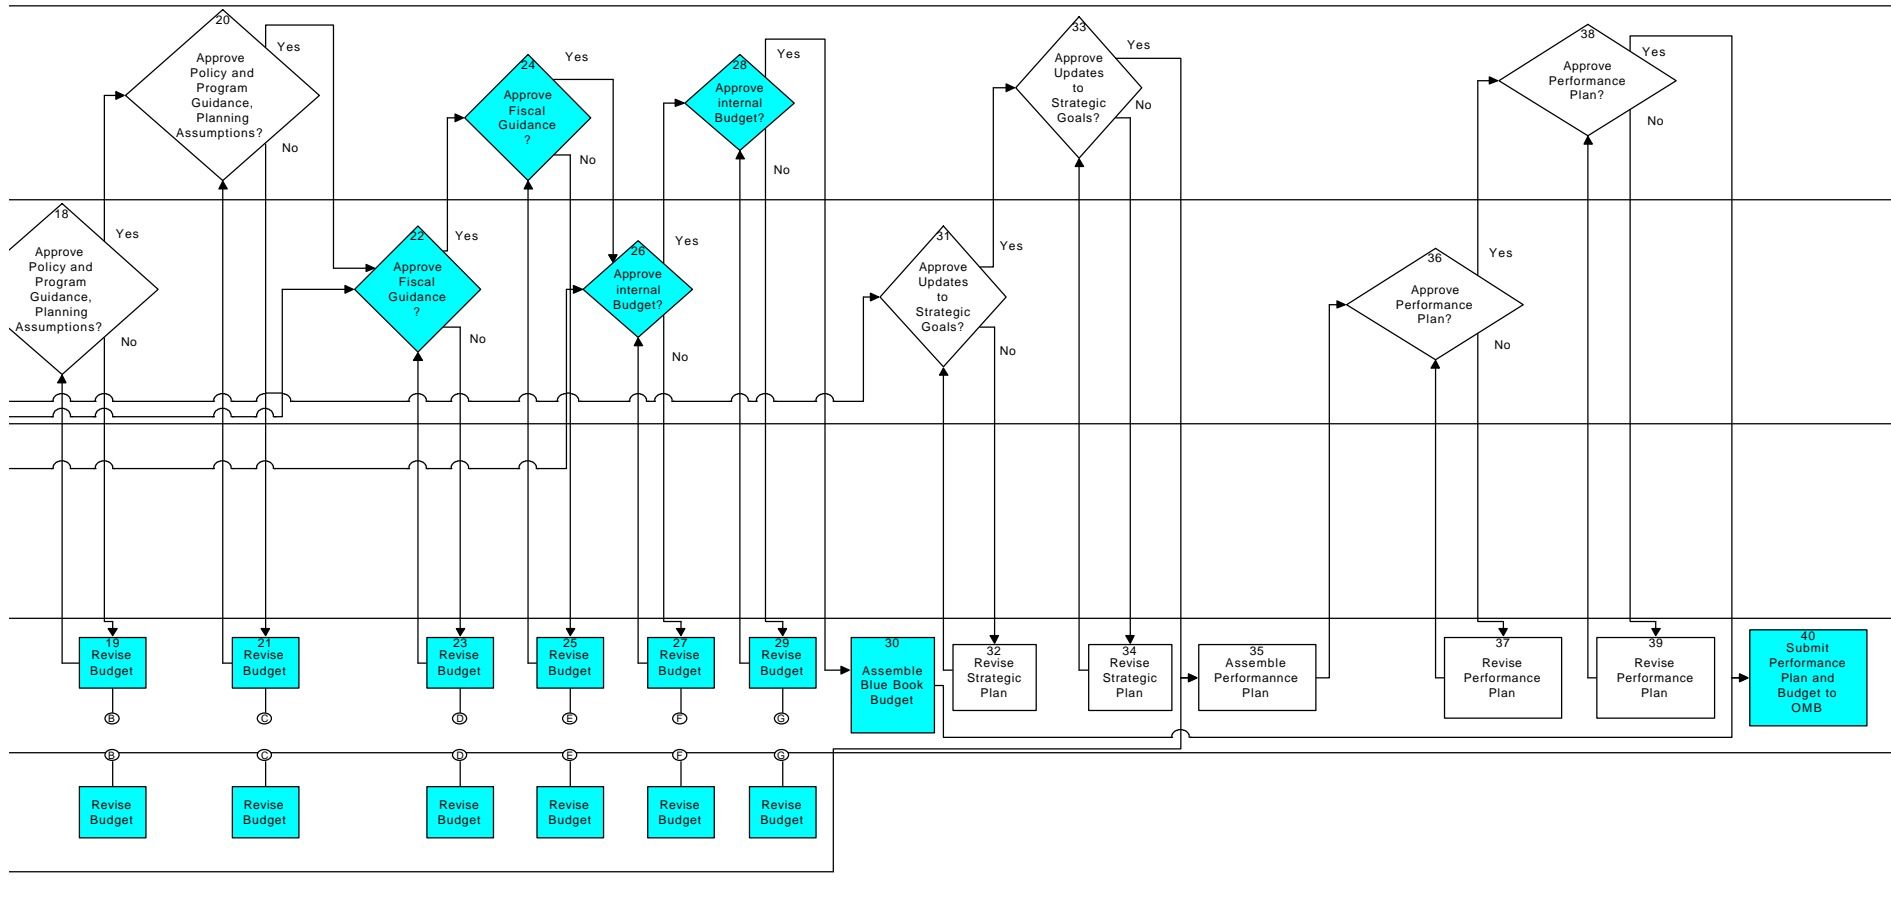 20
Approve
Policy and
Program
Guidance,
Planning
Assumptions?
Yes
No
24
Approve
Fiscal
Guidance
?
Yes
No
28
Approve
internal
Budget?
Yes
No
33
Approve
Updates
to
Strategic
Goals?
Yes
No
38
Approve
Performance
Plan?
Yes
No
18
Approve
Policy and
Program
Guidance,
Planning
Assumptions?
Yes
No
22
Approve
Fiscal
Guidance
?
Yes
No
26
Approve
internal
Budget?
Yes
No
31
Approve
Updates
to
Strategic
Goals?
Yes
No
36
Approve
Performance
Plan?
Yes
No
19
Revise
Budget
21
Revise
Budget
23
Revise
Budget
25
Revise
Budget
27
Revise
Budget
29
Revise
Budget
30
Assemble
Blue Book
Budget
32
Revise
Strategic
Plan
34
Revise
Strategic
Plan
35
Assemble
Performannce
Plan
37
Revise
Performance
Plan
39
Revise
Performance
Plan
40
Submit
Performance
Plan and
Budget to
OMB
B
C
D
E
F
G
B
C
D
E
F
G
Revise
Budget
Revise
Budget
Revise
Budget
Revise
Budget
Revise
Budget
Revise
Budget